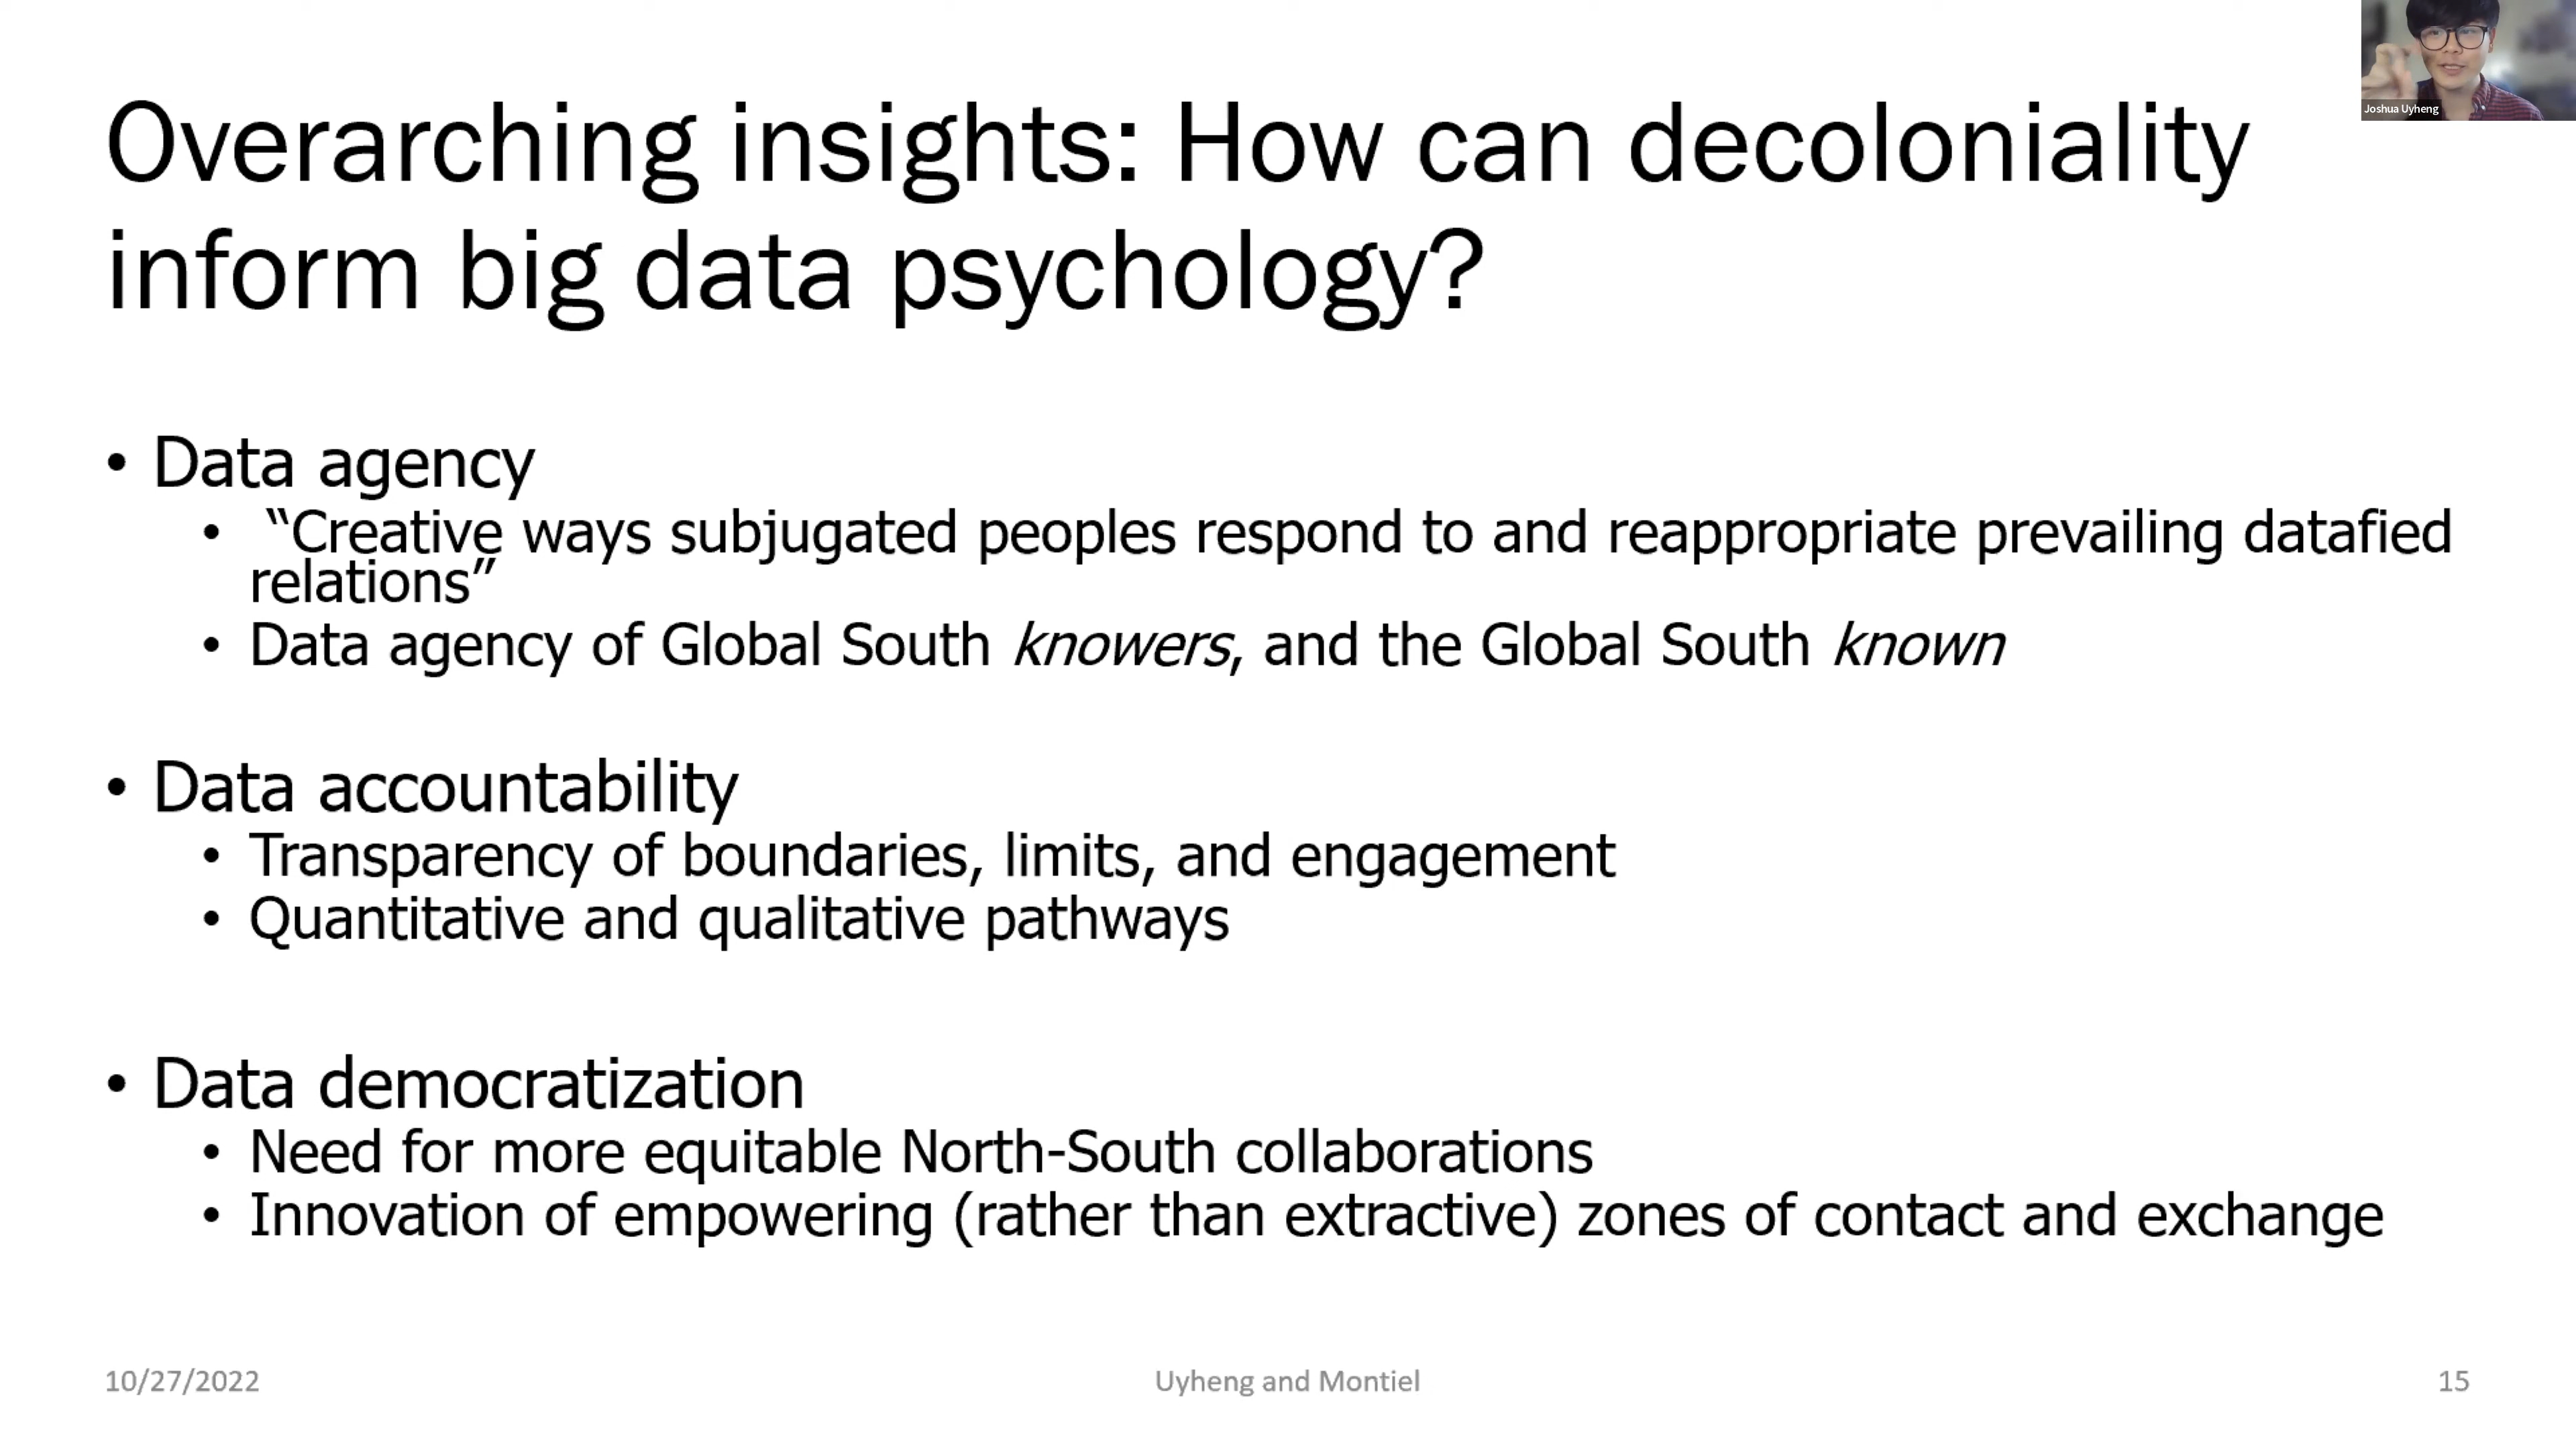 Joshua Uyheng
Overarching insights: How can decoloniality
inform big data psychology?
• Data agency
• “Creative ways subjugated peoples respond to and reappropriate prevailing datafied
relations”
• Data agency of Global South knowers, and the Global South known
• Data accountability
• Transparency of boundaries, limits, and engagement
• Quantitative and qualitative pathways
• Data democratization
• Need for more equitable North-South collaborations
• Innovation of empowering (rather than extractive) zones of contact and exchange
10/27/2022
Uyheng and Montiel
15